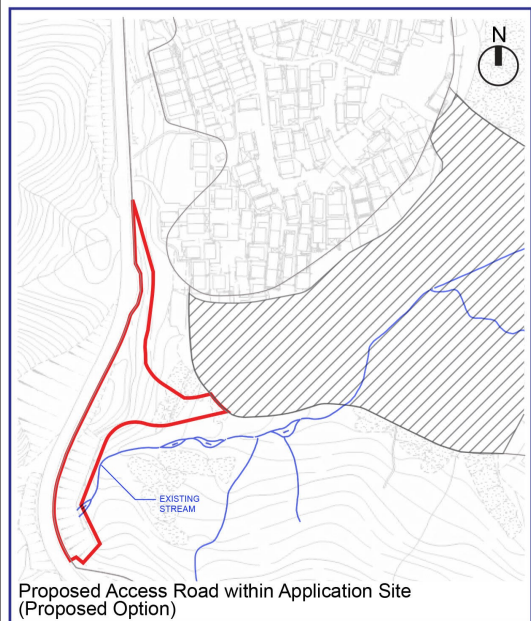 N
EXISTING
STREAM
Proposed Access Road within Application Site
(Proposed Option)